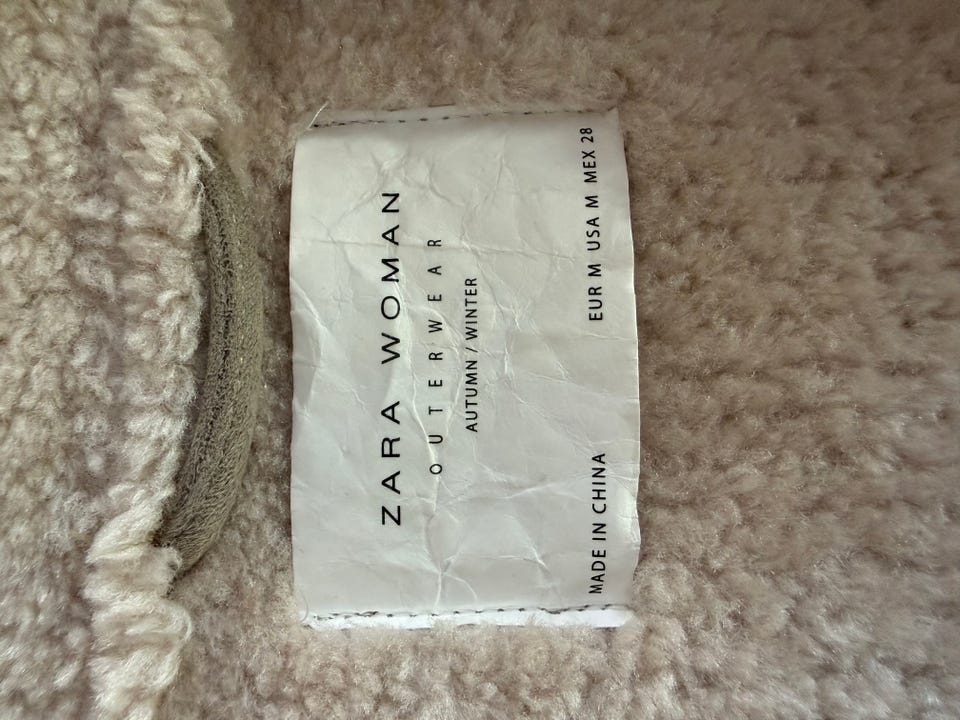 ZARA WOMAN
OUTERWEAR
AUTUMN / WINTER
MADE IN CHINA EUR M USA M MEX 28